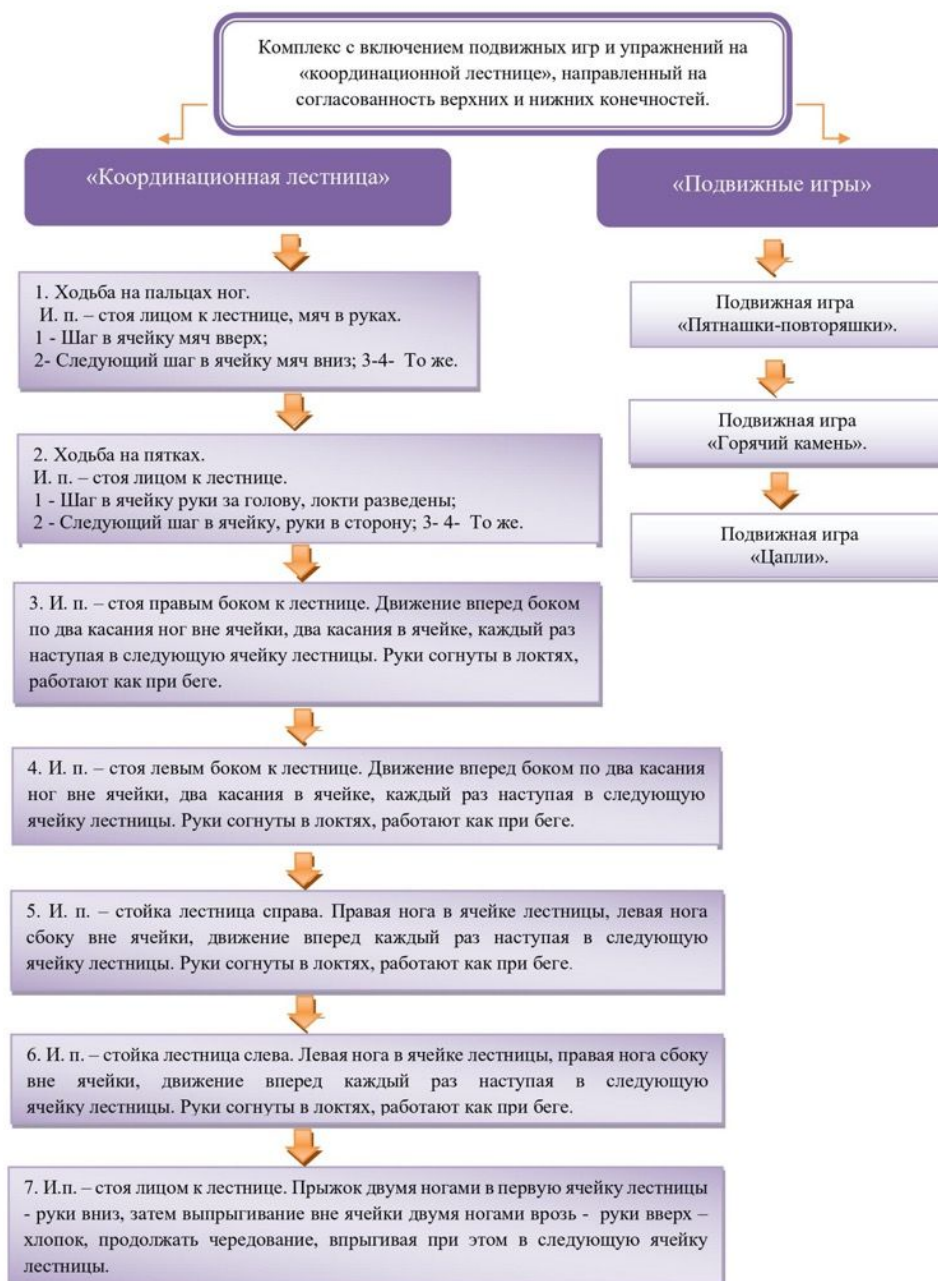 Комплекс с включением подвижных игр и упражнений на
«координационной лестнице», направленный на
согласованность верхних и нижних конечностей.
«Координационная лестница»
1. Ходьба на пальцах ног.
И. п. – стоя лицом к лестнице, мяч в руках.
1 - Шаг в ячейку мяч вверх;
2- Следующий шаг в ячейку мяч вниз; 3-4- То же.
2. Ходьба на пятках.
И. п. – стоя лицом к лестнице.
1 - Шаг в ячейку руки за голову, локти разведены;
2 - Следующий шаг в ячейку, руки в сторону; 3- 4- То же.
3. И. п. – стоя правым боком к лестнице. Движение вперед боком
по два касания ног вне ячейки, два касания в ячейке, каждый раз
наступая в следующую ячейку лестницы. Руки согнуты в локтях,
работают как при беге.
4. И. п. – стоя левым боком к лестнице. Движение вперед боком по два касания
ног вне ячейки, два касания в ячейке, каждый раз наступая в следующую
ячейку лестницы. Руки согнуты в локтях, работают как при беге.
5. И. п. – стойка лестница справа. Правая нога в ячейке лестницы, левая нога
сбоку вне ячейки, движение вперед каждый раз наступая в следующую
ячейку лестницы. Руки согнуты в локтях, работают как при беге.
6. И. п. – стойка лестница слева. Левая нога в ячейке лестницы, правая нога сбоку
вне ячейки, движение вперед каждый раз наступая в следующую
ячейку лестницы. Руки согнуты в локтях, работают как при беге.
7. И.п. – стоя лицом к лестнице. Прыжок двумя ногами в первую ячейку лестницы
- руки вниз, затем выпрыгивание вне ячейки двумя ногами врозь - руки вверх –
хлопок, продолжать чередование, впрыгивая при этом в следующую ячейку
лестницы.
«Подвижные игры»
Подвижная игра
«Пятнашки-повторяшки».
Подвижная игра
«Горячий камень».
Подвижная игра
«Цапли».